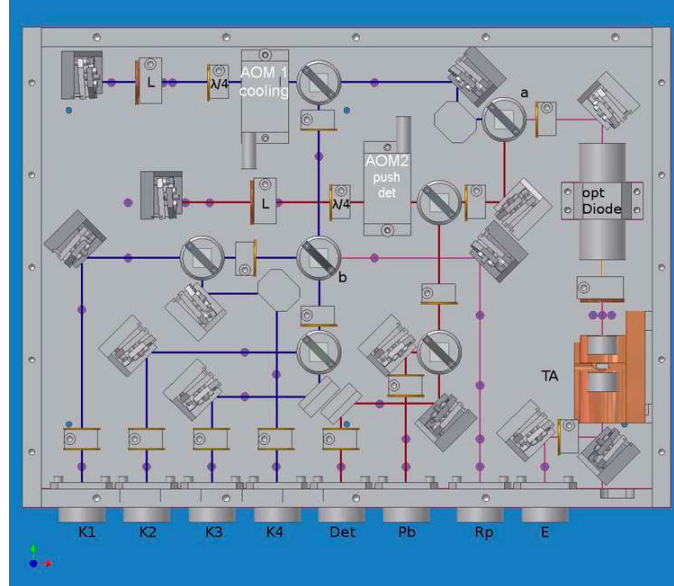 AOM 1
cooling
L
λ/4
a
AOM2
push
det
L
λ/4
opt
Diode
b
TA
K1 K2 K3 K4 Det Pb Rp E